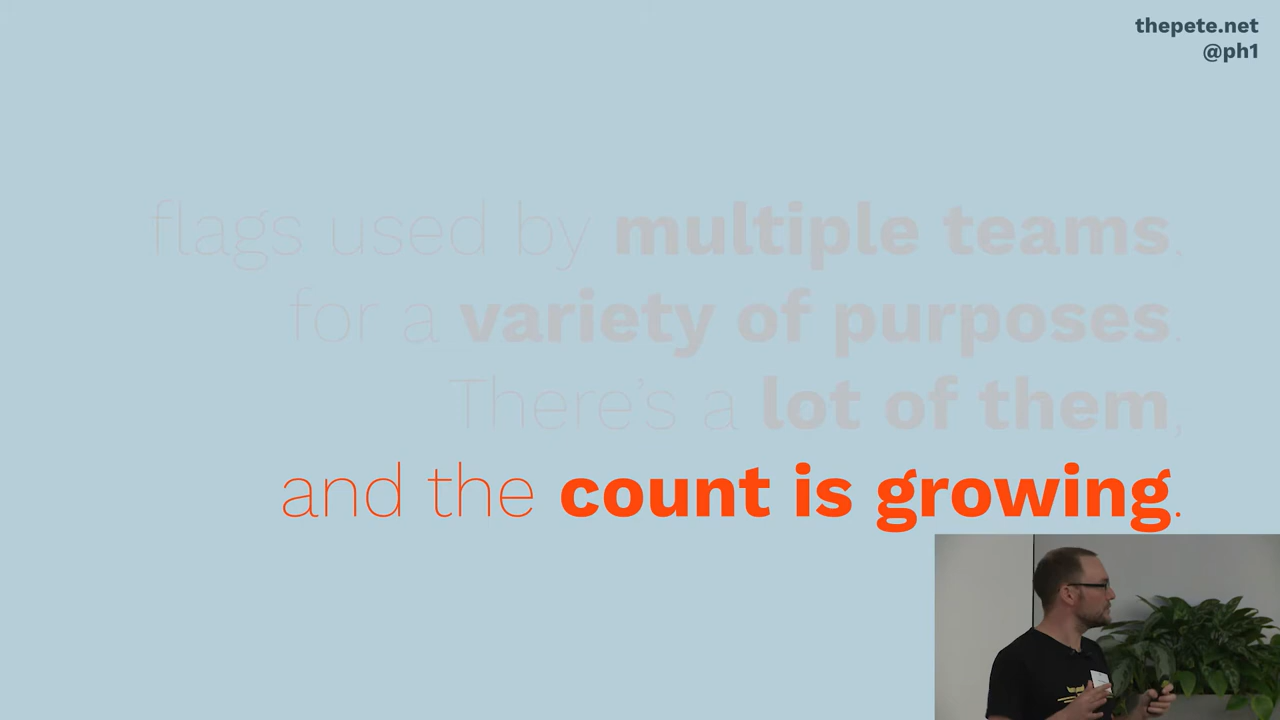 thepete.net
@ph1
flags used by multiple teams.
for a variety of purposes.
There's a lot of them,
and the count is growing.